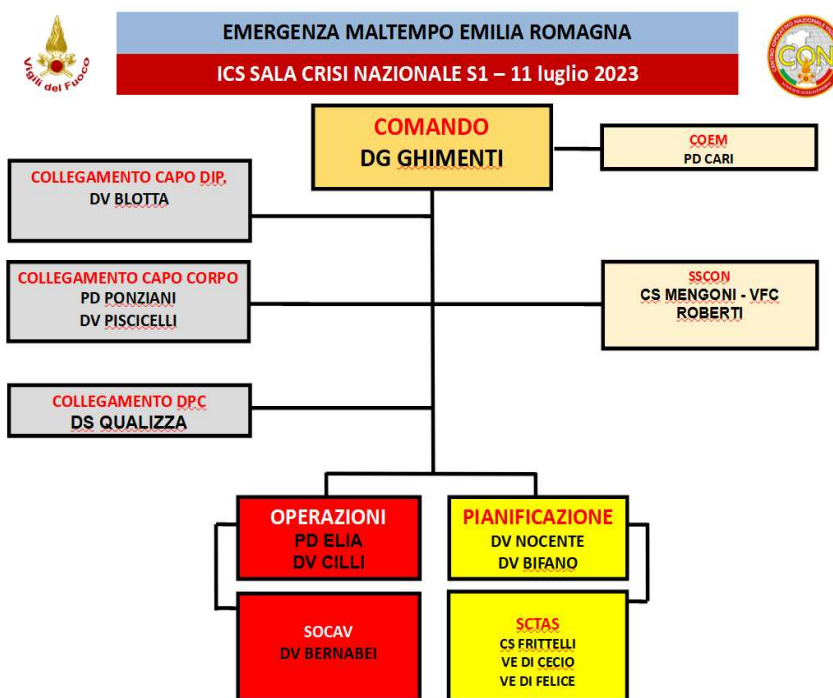 EMERGENZA MALTEMPO EMILIA ROMAGNA
ICS SALA CRISI NAZIONALE S1 – 11 luglio 2023
Vigili del Fuoco
CON
COMANDO
DG GHIMENTI
COEM
PD CARI
COLLEGAMENTO CAPO DIP.
DV BLOTTA
COLLEGAMENTO CAPO CORPO
PD PONZIANI
DV PISCICELLI
SSCON
CS MENGONI - VFC
ROBERTI
COLLEGAMENTO DPC
DS QUALIZZA
OPERAZIONI
PD ELIA
DV CILLI
PIANIFICAZIONE
DV NOCENTE
DV BIFANO
SOCAV
DV BERNABEI
SCTAS
CS FRITTELLI
VE DI CECIO
VE DI FELICE